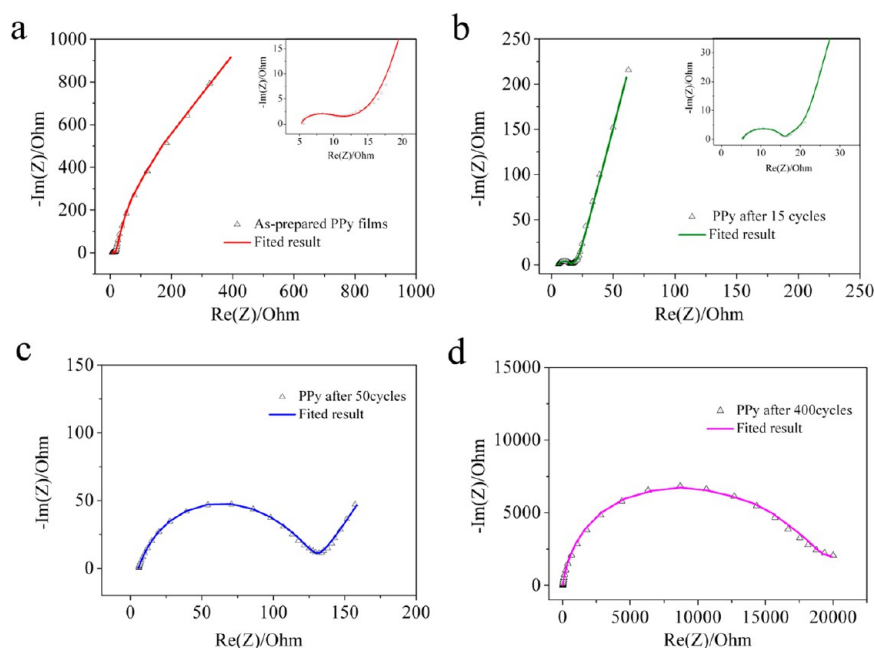 a
1000
800
600
400
200
0
-Im(Z)/Ohm
0 200 400 600 800 1000
Re(Z)/Ohm
As-prepared PPy films
Fited result
15
10
5
0
-Im(Z)/Ohm
5 10 15 20
Re(Z)/Ohm
b
250
200
150
100
50
0
-Im(Z)/Ohm
0 50 100 150 200 250
Re(Z)/Ohm
PPy after 15 cycles
Fited result
30
20
10
0
-Im(Z)/Ohm
0 10 20 30
Re(Z)/Ohm
c
150
100
50
0
-Im(Z)/Ohm
0 50 100 150 200
Re(Z)/Ohm
PPy after 50cycles
Fited result
d
15000
10000
5000
0
-Im(Z)/Ohm
0 5000 10000 15000 20000
Re(Z)/Ohm
PPy after 400cycles
Fited result